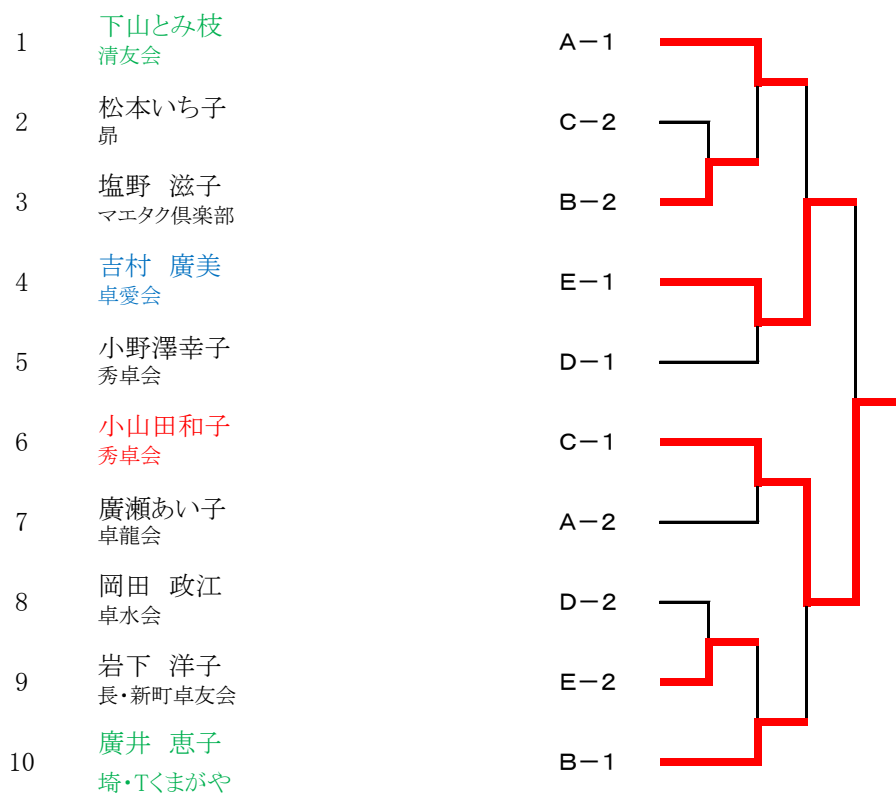 1 下山とみ枝 A−1
清友会
2 松本いち子 C−2
昴
3 塩野　滋子 B−2
マエタク倶楽部
4 吉村　廣美 E−1
卓愛会
5 小野澤幸子 D−1
秀卓会
6 小山田和子 C−1
秀卓会
7 廣瀬あい子 A−2
卓龍会
8 岡田　政江 D−2
卓水会
9 岩下　洋子 E−2
長・新町卓友会
10 廣井　恵子 B−1
埼・Tくまがや